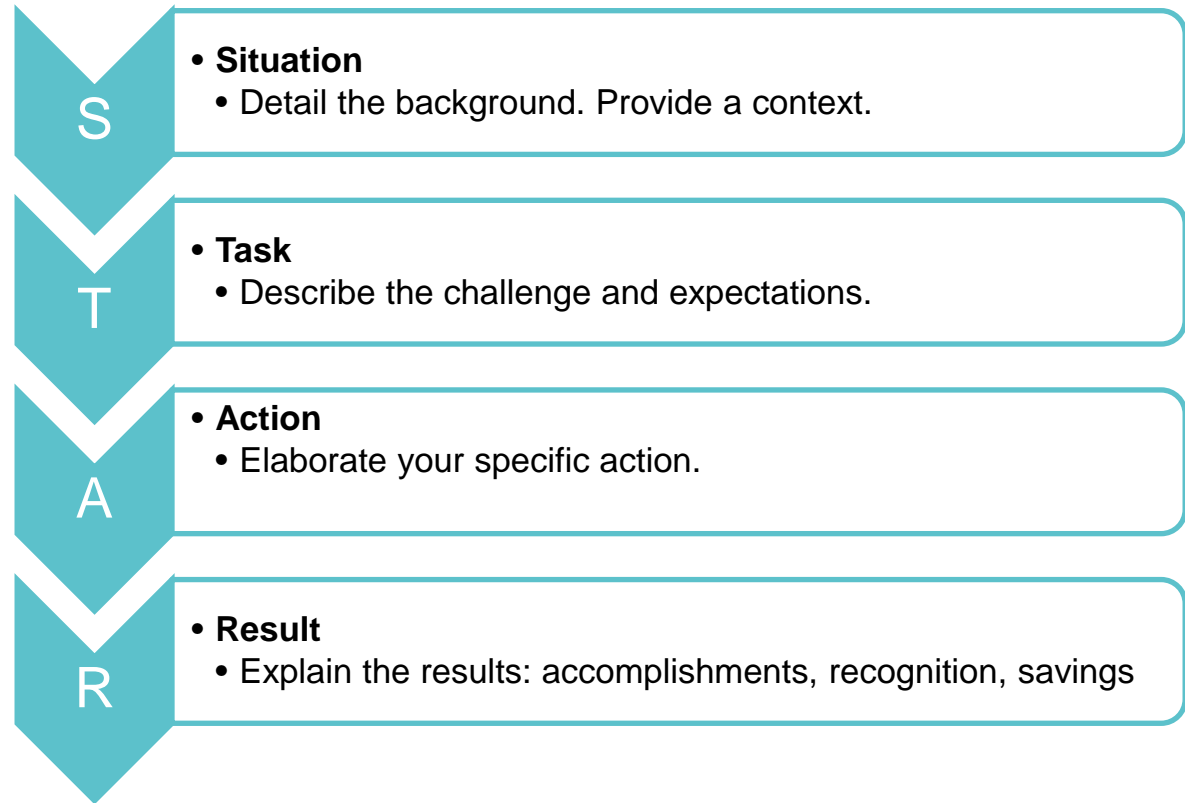 S
• Situation
• Detail the background. Provide a context.
T
• Task
• Describe the challenge and expectations.
A
• Action
• Elaborate your specific action.
R
• Result
• Explain the results: accomplishments, recognition, savings